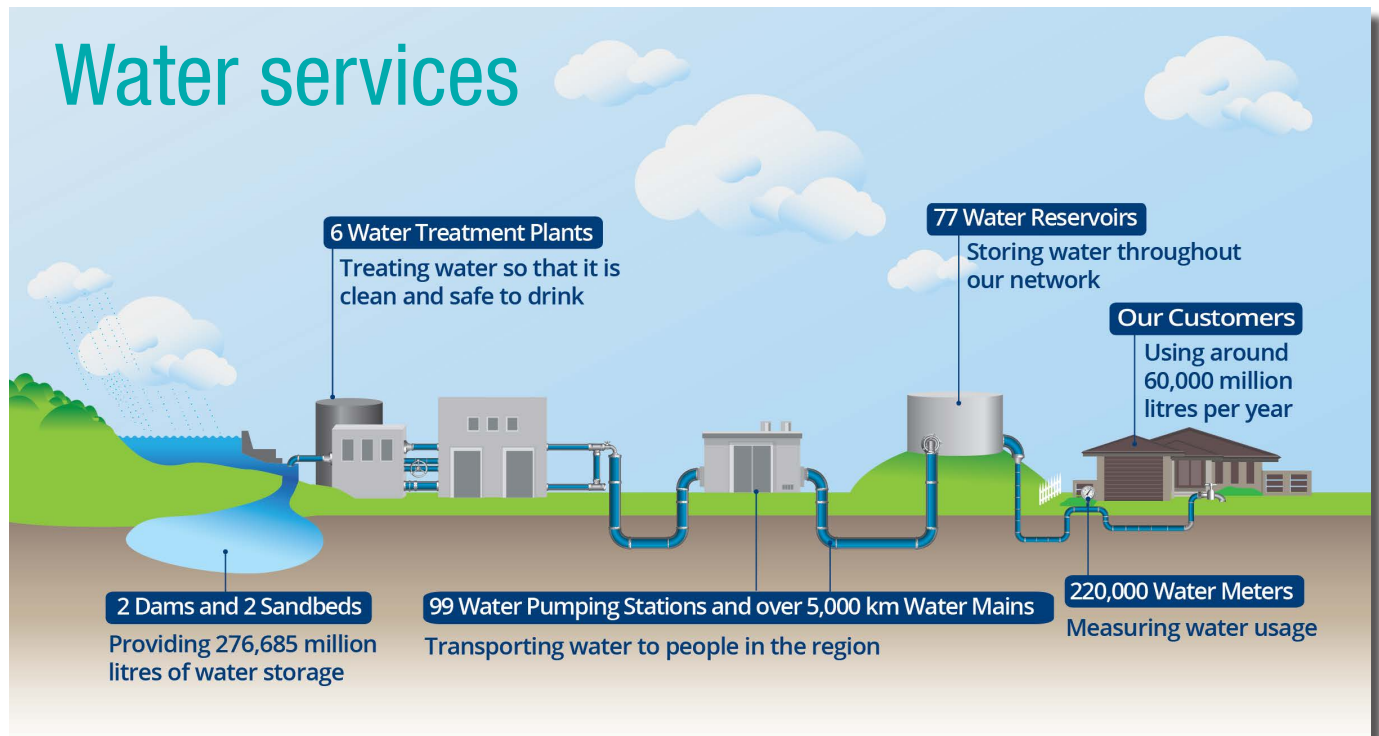 Water services
6 Water Treatment Plants
Treating water so that it is
clean and safe to drink
77 Water Reservoirs
Storing water throughout
our network
Our Customers
Using around
60,000 million
litres per year
2 Dams and 2 Sandbeds
Providing 276,685 million
litres of water storage
99 Water Pumping Stations and over 5,000 km Water Mains
Transporting water to people in the region
220,000 Water Meters
Measuring water usage